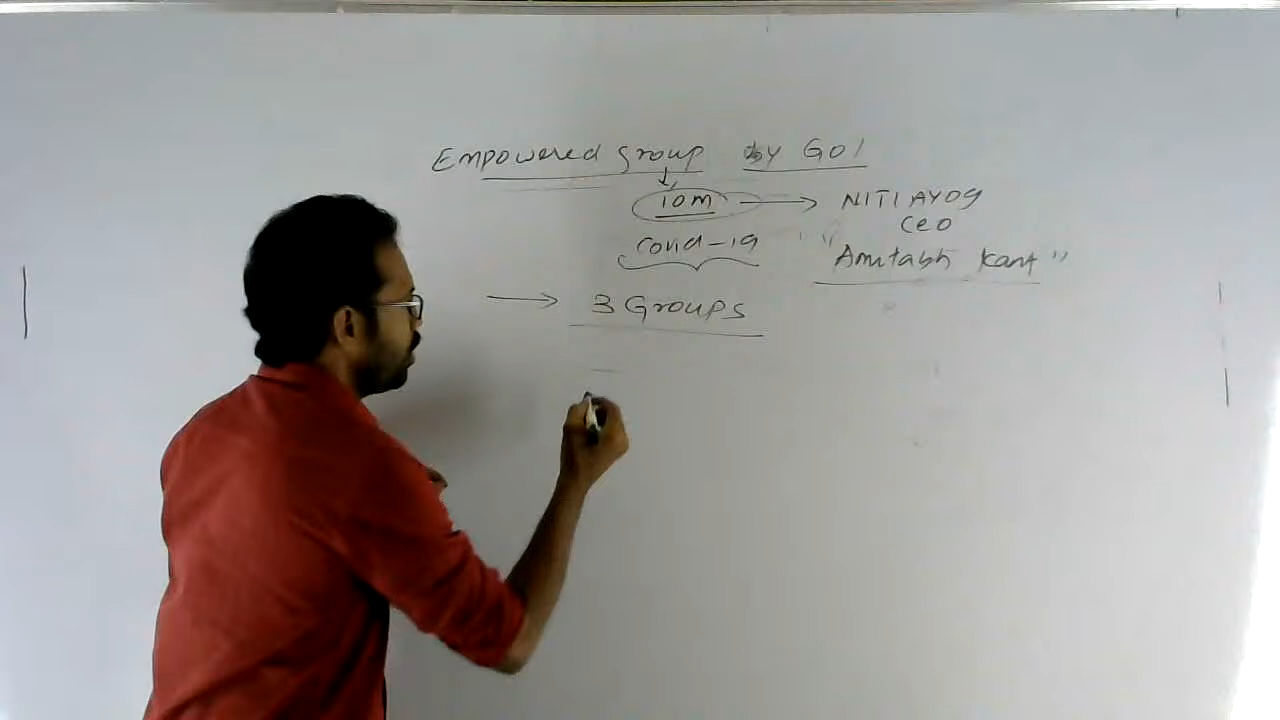 Empowered group by GOI
10M → NITI AYOg
CEO
Covid-19 "Amitabh Kant"
→ 3 Groups